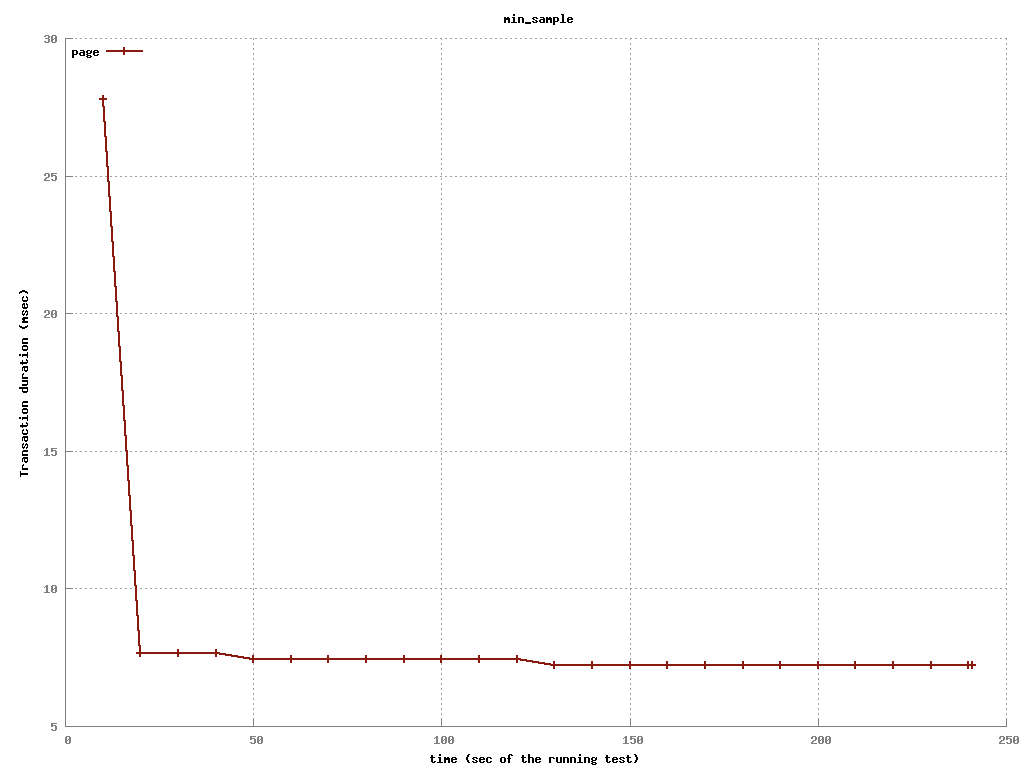 min_sample
30
page
25
20
Transaction duration (msec)
15
10
5
0 50 100 150 200 250
time (sec of the running test)